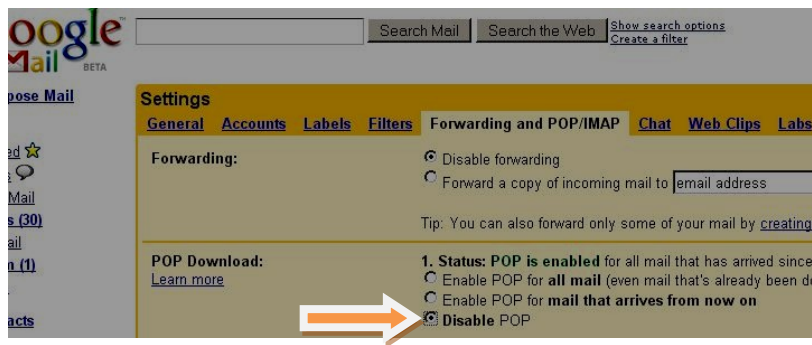 oogle
Mail BETA
Search Mail Search the Web Show search options
Create a filter
pose Mail
Settings
General Accounts Labels Filters Forwarding and POP/IMAP Chat Web Clips Labs
Forwarding:
Disable forwarding
Forward a copy of incoming mail to email address
Tip: You can also forward only some of your mail by creating
ed
s
Mail
s (30)
ail
n (1)
acts
POP Download:
Learn more
1. Status: POP is enabled for all mail that has arrived since
Enable POP for all mail (even mail that's already been d
Enable POP for mail that arrives from now on
Disable POP